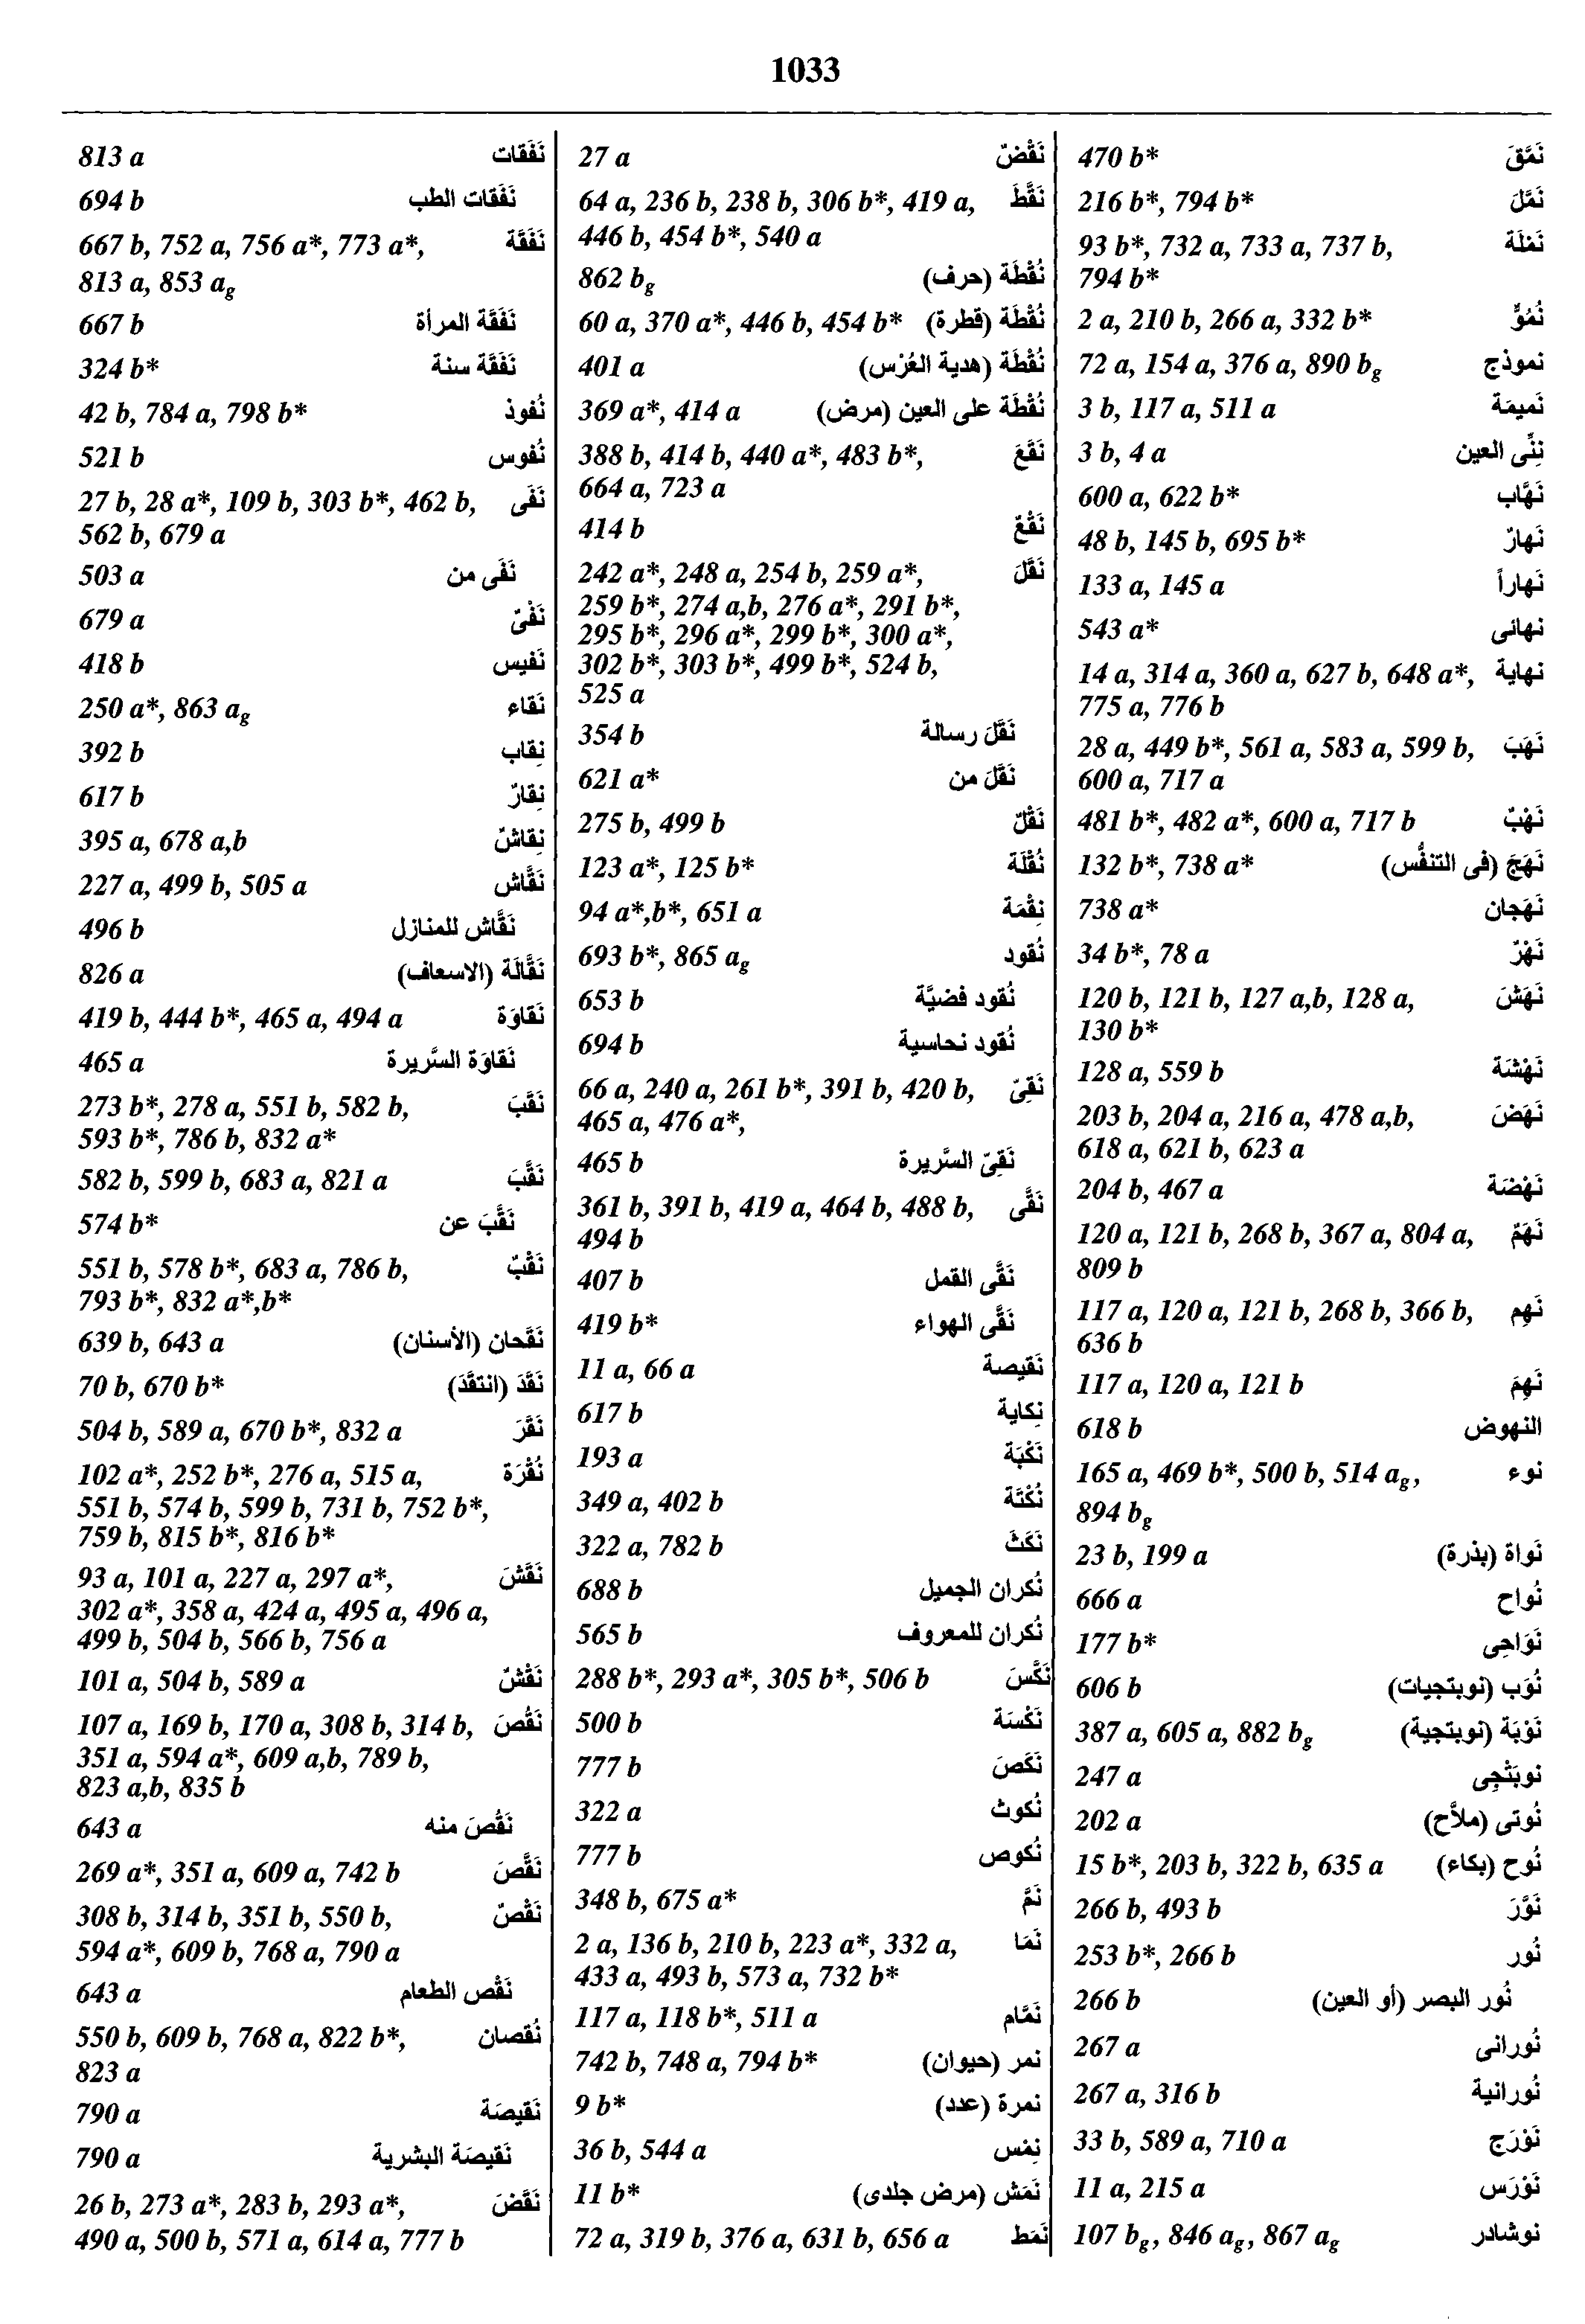 1033
نَفَقات 813 a
نَفَقات الطب 694 b
نَفَقَة 667 b, 752 a, 756 a*, 773 a*,
813 a, 853 ag
نَفَقَة المرأة 667 b
نَفَقَة سنة 324 b*
نُفوذ 42 b, 784 a, 798 b*
نُفوس 521 b
نَفَى 27 b, 28 a*, 109 b, 303 b*, 462 b,
562 b, 679 a
نَفَى من 503 a
نَفْىّ 679 a
نَفيس 418 b
نَقاء 250 a*, 863 ag
نِقاب 392 b
نِقارٌ 617 b
نِقاشٌ 395 a, 678 a,b
نَقَّاش 227 a, 499 b, 505 a
نَقَّاش للمنازل 496 b
نَقَّالَة (الاسعاف) 826 a
نَقاوَة 419 b, 444 b*, 465 a, 494 a
نَقاوَة السَّريرة 465 a
نَقَبَ 273 b*, 278 a, 551 b, 582 b,
593 b*, 786 b, 832 a*
نَقَّبَ 582 b, 599 b, 683 a, 821 a
نَقَّبَ عن 574 b*
نَقْبٌ 551 b, 578 b*, 683 a, 786 b,
793 b*, 832 a*,b*
نَقَحان (الأسنان) 639 b, 643 a
نَقَدَ (انتقَدَ) 70 b, 670 b*
نَقَرَ 504 b, 589 a, 670 b*, 832 a
نُقْرَة 102 a*, 252 b*, 276 a, 515 a,
551 b, 574 b, 599 b, 731 b, 752 b*,
759 b, 815 b*, 816 b*
نَقَشَ 93 a, 101 a, 227 a, 297 a*,
302 a*, 358 a, 424 a, 495 a, 496 a,
499 b, 504 b, 566 b, 756 a
نَقْشٌ 101 a, 504 b, 589 a
نَقُصَ 107 a, 169 b, 170 a, 308 b, 314 b,
351 a, 594 a*, 609 a,b, 789 b,
823 a,b, 835 b
نَقُصَ منه 643 a
نَقَّصَ 269 a*, 351 a, 609 a, 742 b
نَقْصٌ 308 b, 314 b, 351 b, 550 b,
594 a*, 609 b, 768 a, 790 a
نَقْص الطعام 643 a
نُقصان 550 b, 609 b, 768 a, 822 b*,
823 a
نَقيصَة 790 a
نَقيصَة البشرية 790 a
نَقَضَ 26 b, 273 a*, 283 b, 293 a*,
490 a, 500 b, 571 a, 614 a, 777 b
نَقْضٌ 27 a
نَقَّطَ 64 a, 236 b, 238 b, 306 b*, 419 a,
446 b, 454 b*, 540 a
نُقْطَة (حرف) 862 bg
نُقْطَة (قطرة) 60 a, 370 a*, 446 b, 454 b*
نُقْطَة (هدية العُرْس) 401 a
نُقْطَة على العين (مرض) 369 a*, 414 a
نَقَعَ 388 b, 414 b, 440 a*, 483 b*,
664 a, 723 a
نَقْعٌ 414 b
نَقَلَ 242 a*, 248 a, 254 b, 259 a*,
259 b*, 274 a,b, 276 a*, 291 b*,
295 b*, 296 a*, 299 b*, 300 a*,
302 b*, 303 b*, 499 b*, 524 b,
525 a
نَقَلَ رسالة 354 b
نَقَلَ من 621 a*
نَقْلٌ 275 b, 499 b
نُقْلَة 123 a*, 125 b*
نِقْمَة 94 a*,b*, 651 a
نُقود 693 b*, 865 ag
نُقود فضيَّة 653 b
نُقود نحاسية 694 b
نَقِىّ 66 a, 240 a, 261 b*, 391 b, 420 b,
465 a, 476 a*,
نَقِىّ السَّريرة 465 b
نَقَّى 361 b, 391 b, 419 a, 464 b, 488 b,
494 b
نَقَّى القمل 407 b
نَقَّى الهواء 419 b*
نَقيصة 11 a, 66 a
نِكاية 617 b
نَكْبَة 193 a
نُكْتَة 349 a, 402 b
نَكَثَ 322 a, 782 b
نُكران الجميل 688 b
نُكران للمعروف 565 b
نَكَّسَ 288 b*, 293 a*, 305 b*, 506 b
نَكْسَة 500 b
نَكَصَ 777 b
نُكوث 322 a
نُكوص 777 b
نَمَّ 348 b, 675 a*
نَمَا 2 a, 136 b, 210 b, 223 a*, 332 a,
433 a, 493 b, 573 a, 732 b*
نَمَّام 117 a, 118 b*, 511 a
نمر (حيوان) 742 b, 748 a, 794 b*
نمرة (عدد) 9 b*
نِمْس 36 b, 544 a
نَمَش (مرض جلدى) 11 b*
نَمَط 72 a, 319 b, 376 a, 631 b, 656 a
نَمَّقَ 470 b*
نَمَّلَ 216 b*, 794 b*
نَمْلَة 93 b*, 732 a, 733 a, 737 b,
794 b*
نُمُوٌّ 2 a, 210 b, 266 a, 332 b*
نموذج 72 a, 154 a, 376 a, 890 bg
نَميمَة 3 b, 117 a, 511 a
نِنِّى العين 3 b, 4 a
نَهَّاب 600 a, 622 b*
نَهارٌ 48 b, 145 b, 695 b*
نَهاراً 133 a, 145 a
نهائى 543 a*
نهاية 14 a, 314 a, 360 a, 627 b, 648 a*,
775 a, 776 b
نَهَبَ 28 a, 449 b*, 561 a, 583 a, 599 b,
600 a, 717 a
نَهْبٌ 481 b*, 482 a*, 600 a, 717 b
نَهَجَ (فى التنفُّس) 132 b*, 738 a*
نَهَجان 738 a*
نَهْرٌ 34 b*, 78 a
نَهَشَ 120 b, 121 b, 127 a,b, 128 a,
130 b*
نَهْشَة 128 a, 559 b
نَهَضَ 203 b, 204 a, 216 a, 478 a,b,
618 a, 621 b, 623 a
نَهْضَة 204 b, 467 a
نَهَمٌ 120 a, 121 b, 268 b, 367 a, 804 a,
809 b
نَهِم 117 a, 120 a, 121 b, 268 b, 366 b,
636 b
نَهِمَ 117 a, 120 a, 121 b
النهوض 618 b
نوء 165 a, 469 b*, 500 b, 514 ag,
894 bg
نَواة (بذرة) 23 b, 199 a
نُواح 666 a
نَوَاحِى 177 b*
نُوَب (نوبتجيات) 606 b
نَوْبَة (نوبتجية) 387 a, 605 a, 882 bg
نوبَتْجِى 247 a
نُوتى (ملاَّح) 202 a
نُوح (بكاء) 15 b*, 203 b, 322 b, 635 a
نَوَّرَ 266 b, 493 b
نُور 253 b*, 266 b
نُور البصر (أو العين) 266 b
نُورانى 267 a
نُورانية 267 a, 316 b
نَوْرَج 33 b, 589 a, 710 a
نَوْرَس 11 a, 215 a
نوشادر 107 bg, 846 ag, 867 ag